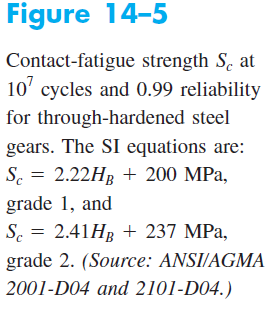 Figure 14–5
Contact-fatigue strength S_c at
10^7 cycles and 0.99 reliability
for through-hardened steel
gears. The SI equations are:
S_c = 2.22H_B + 200 MPa,
grade 1, and
S_c = 2.41H_B + 237 MPa,
grade 2. (Source: ANSI/AGMA
2001-D04 and 2101-D04.)